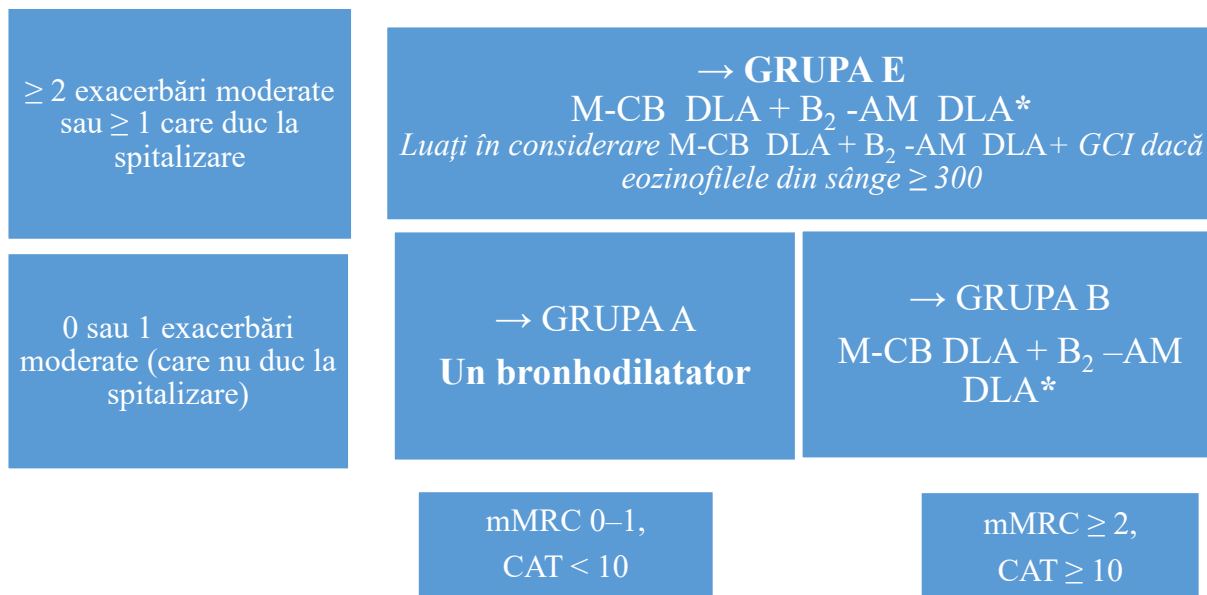 ≥ 2 exacerbări moderate
sau ≥ 1 care duc la
spitalizare
→ GRUPA E
M-CB DLA + B₂ -AM DLA*
Luați în considerare M-CB DLA + B₂ -AM DLA+ GCI dacă
eozinofilele din sânge ≥ 300
0 sau 1 exacerbări
moderate (care nu duc la
spitalizare)
→ GRUPA A
Un bronhodilatator
→ GRUPA B
M-CB DLA + B₂ –AM
DLA*
mMRC 0–1,
CAT < 10
mMRC ≥ 2,
CAT ≥ 10